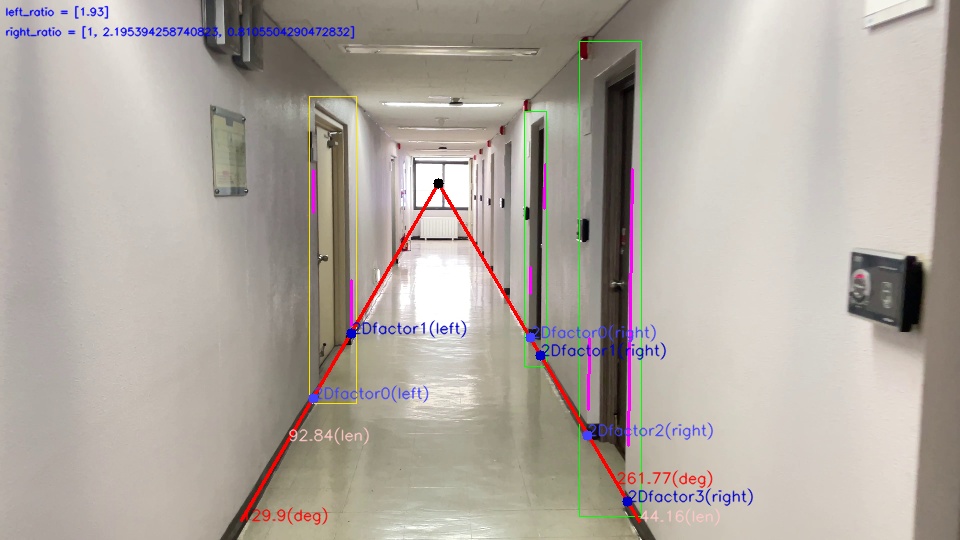 left_ratio = [1.93]
right_ratio = [1, 2.195394258740823, 0.8105504290472832]
2Dfactor1(left)
2Dfactor0(right)
2Dfactor1(right)
2Dfactor0(left)
92.84(len)
2Dfactor2(right)
261.77(deg)
2Dfactor3(right)
29.9(deg)
44.16(len)